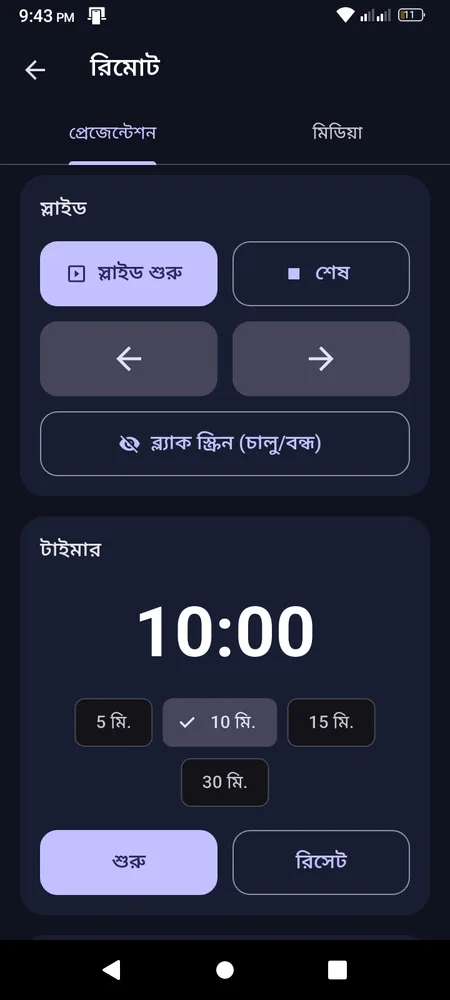 9:43 PM
11
রিমোট
প্রেজেন্টেশন
মিডিয়া
স্লাইড
স্লাইড শুরু
শেষ
ব্ল্যাক স্ক্রিন (চালু/বন্ধ)
টাইমার
10:00
5 মি.
10 মি.
15 মি.
30 মি.
শুরু
রিসেট